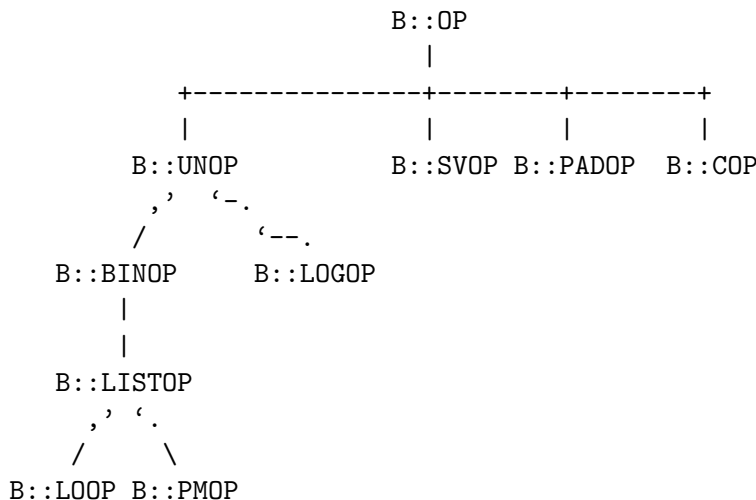 B::OP
|
+---------------+--------+--------+
| | | |
B::UNOP B::SVOP B::PADOP B::COP
,’ ‘-.
/ ‘--.
B::BINOP B::LOGOP
|
|
B::LISTOP
,’ ‘.
/ \
B::LOOP B::PMOP